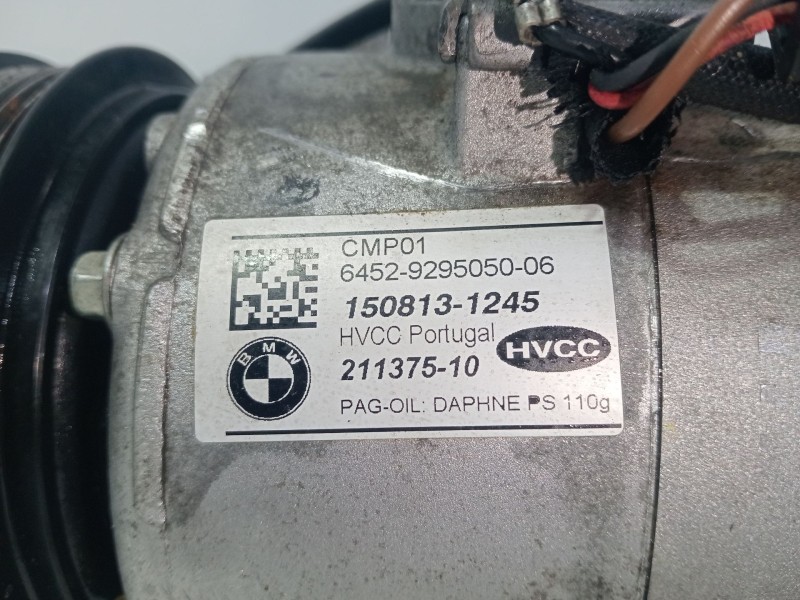 CMP01
6452-9295050-06
150813-1245
HVCC Portugal
HVCC
BMW
211375-10
PAG-OIL: DAPHNE PS 110g